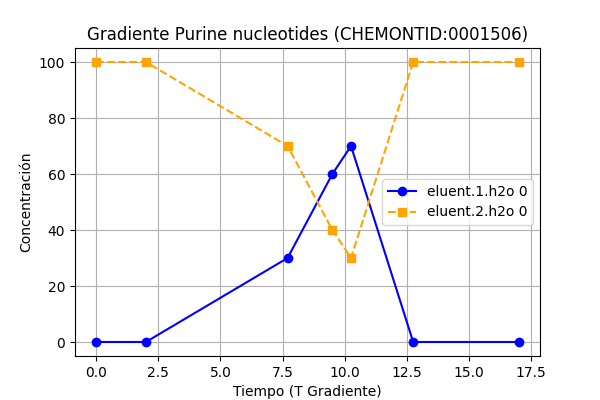 Gradiente Purine nucleotides (CHEMONTID:0001506)
100
80
60
40
20
0
Concentración
eluent.1.h2o 0
eluent.2.h2o 0
0.0 2.5 5.0 7.5 10.0 12.5 15.0 17.5
Tiempo (T Gradiente)